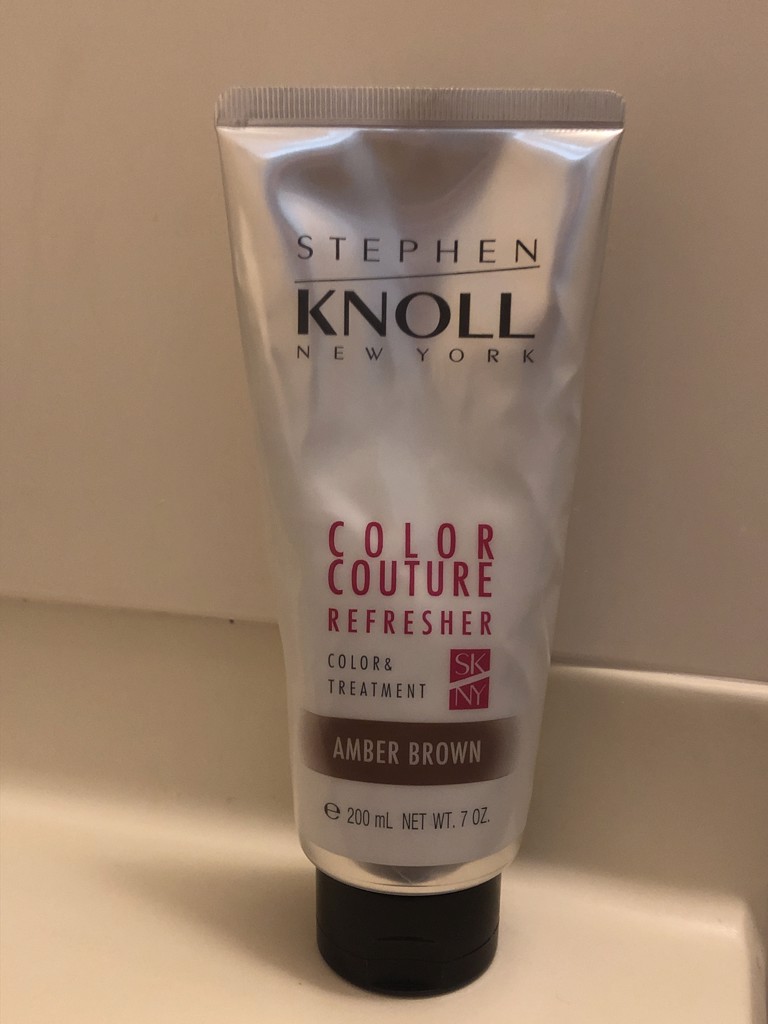 STEPHEN
KNOLL
NEW YORK
COLOR
COUTURE
REFRESHER
COLOR&
TREATMENT
SK
NY
AMBER BROWN
℮ 200 mL NET WT. 7 OZ.